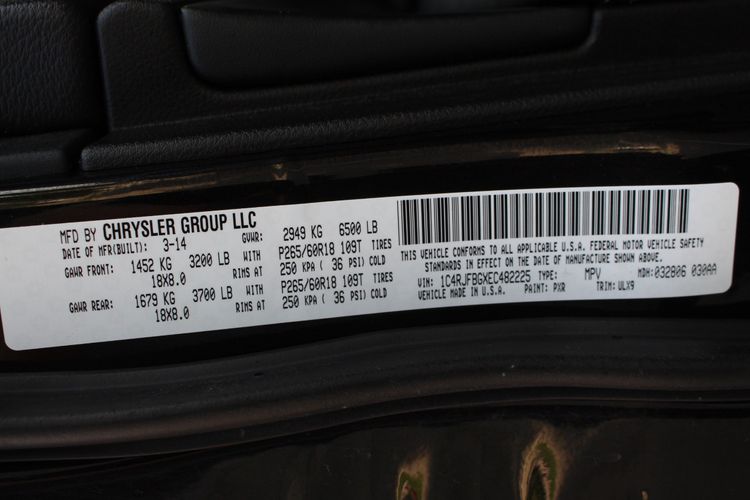 MFD BY CHRYSLER GROUP LLC
DATE OF MFR(BUILT): 3-14 GVWR: 2949 KG 6500 LB
GAWR FRONT: 1452 KG 3200 LB WITH P265/60R18 109T TIRES
18X8.0 RIMS AT 250 KPA ( 36 PSI) COLD
GAWR REAR: 1679 KG 3700 LB WITH P265/60R18 109T TIRES
18X8.0 RIMS AT 250 KPA ( 36 PSI) COLD
THIS VEHICLE CONFORMS TO ALL APPLICABLE U.S.A. FEDERAL MOTOR VEHICLE SAFETY
STANDARDS IN EFFECT ON THE DATE OF MANUFACTURE SHOWN ABOVE.
VIN: 1C4RJFBGXEC482225 TYPE: MPV MDH: 032806 030AA
VEHICLE MADE IN U.S.A. PAINT: PXR TRIM: ULX9